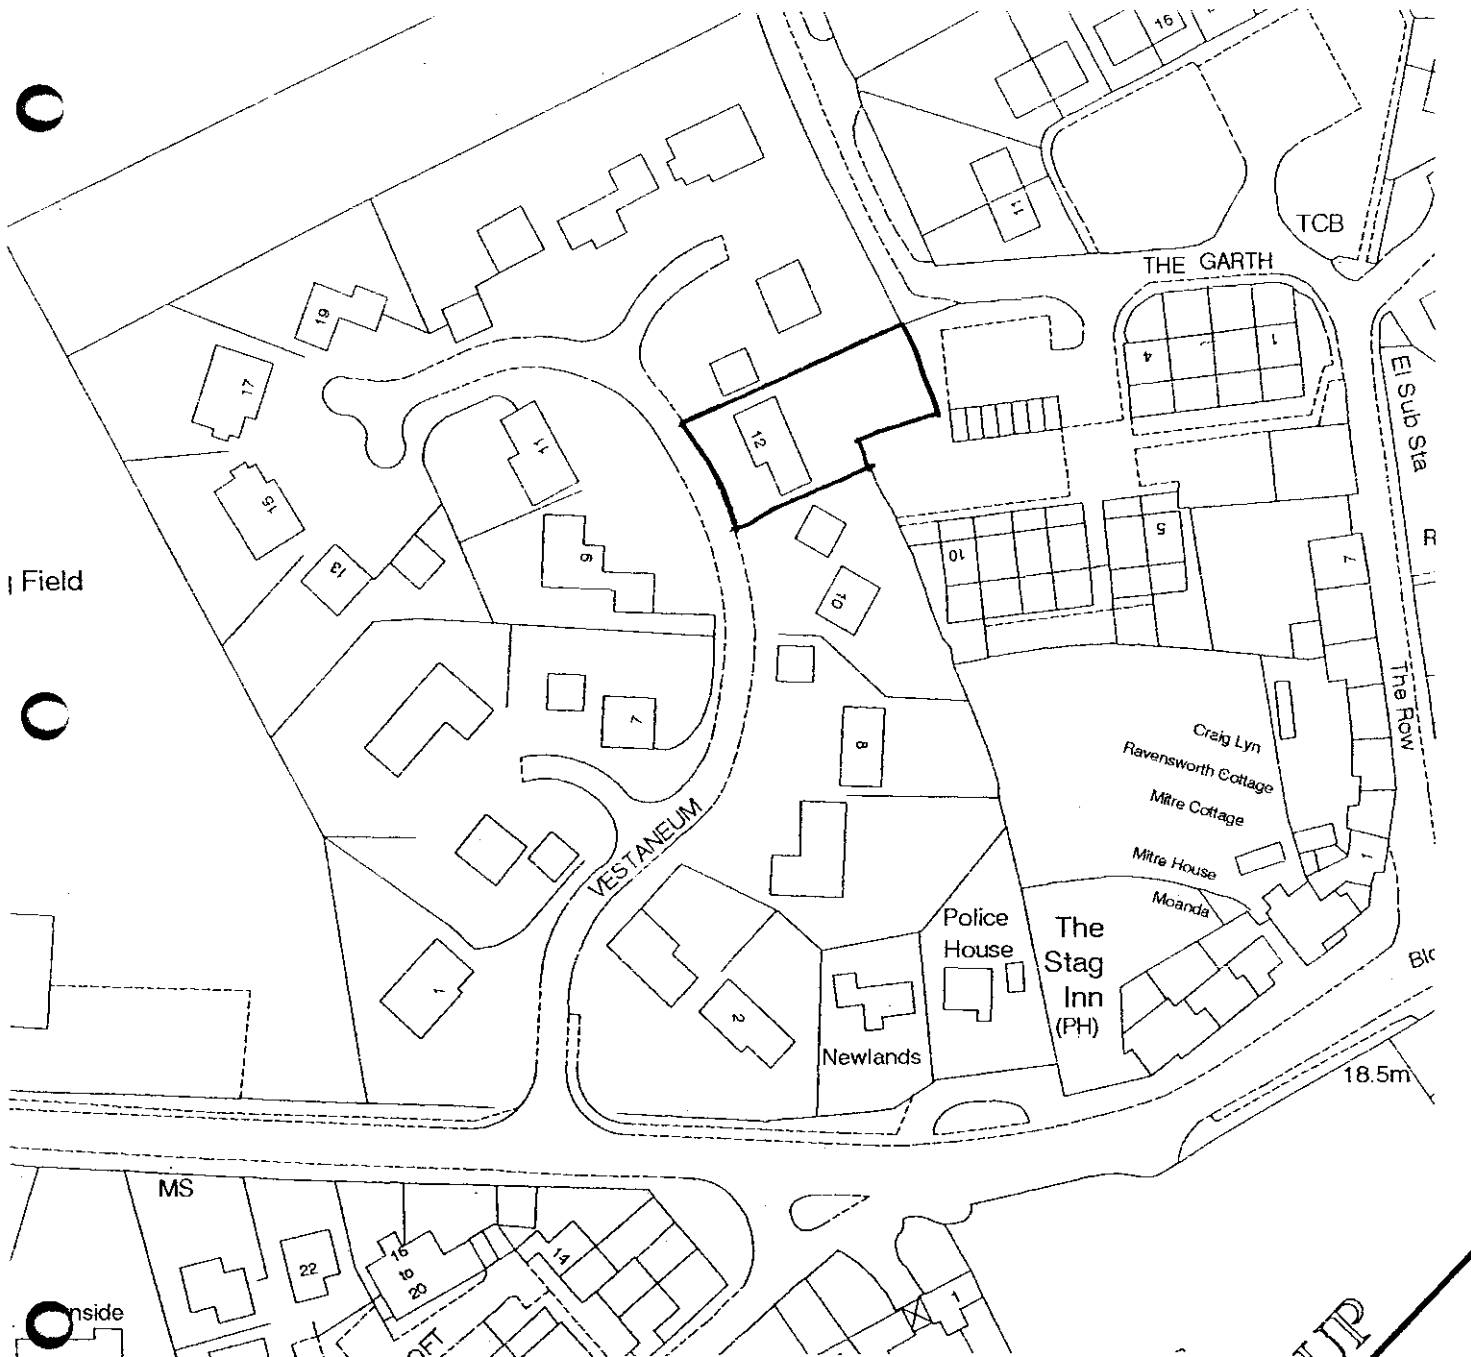 16
11
TCB
THE GARTH
19
17
4
1
El Sub Sta
12
11
15
9
10
5
7
R
13
Field
10
7
8
The Row
Craig Lyn
Ravensworth Cottage
Mitre Cottage
VESTANEUM
Mitre House
1
Moanda
Police
House
The
Stag
Inn
(PH)
1
2
Newlands
18.5m
MS
22
16
to
20
14
1